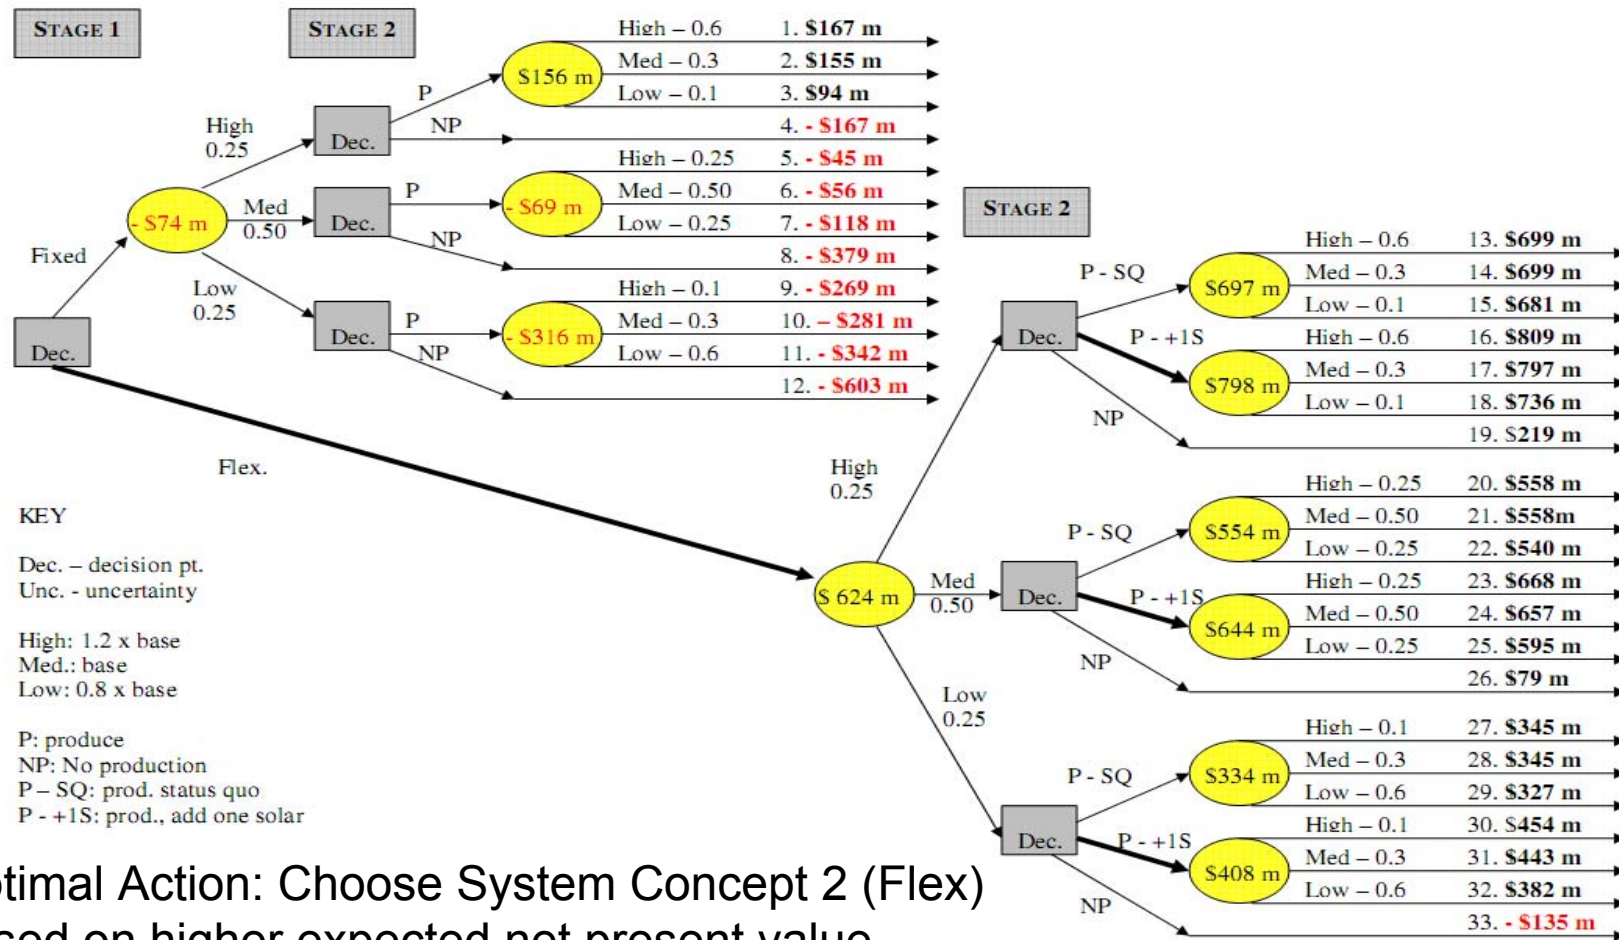 STAGE 1
STAGE 2
High – 0.6 1. $167 m
$156 m
Med – 0.3 2. $155 m
P
Low – 0.1 3. $94 m
High
0.25
NP
4. - $167 m
Dec.
High – 0.25 5. - $45 m
P
- $69 m
Med – 0.50 6. - $56 m
- $74 m
Med
0.50
Dec.
Low – 0.25 7. - $118 m
NP
8. - $379 m
Fixed
Low
0.25
High – 0.1 9. - $269 m
P
- $316 m
Med – 0.3 10. – $281 m
Dec.
Dec.
NP
Low – 0.6 11. - $342 m
12. - $603 m
Flex.
STAGE 2
High – 0.6 13. $699 m
P - SQ
$697 m
Med – 0.3 14. $699 m
Low – 0.1 15. $681 m
Dec.
P - +1S
High – 0.6 16. $809 m
$798 m
Med – 0.3 17. $797 m
Low – 0.1 18. $736 m
NP
19. $219 m
High
0.25
High – 0.25 20. $558 m
P - SQ
$554 m
Med – 0.50 21. $558m
Low – 0.25 22. $540 m
$ 624 m
Med
0.50
Dec.
P - +1S
High – 0.25 23. $668 m
$644 m
Med – 0.50 24. $657 m
Low – 0.25 25. $595 m
NP
26. $79 m
Low
0.25
High – 0.1 27. $345 m
P - SQ
$334 m
Med – 0.3 28. $345 m
Low – 0.6 29. $327 m
Dec.
P - +1S
High – 0.1 30. $454 m
$408 m
Med – 0.3 31. $443 m
Low – 0.6 32. $382 m
NP
33. - $135 m
KEY
Dec. – decision pt.
Unc. - uncertainty
High: 1.2 x base
Med.: base
Low: 0.8 x base
P: produce
NP: No production
P – SQ: prod. status quo
P - +1S: prod., add one solar
ptimal Action: Choose System Concept 2 (Flex)
sed on higher expected net present value